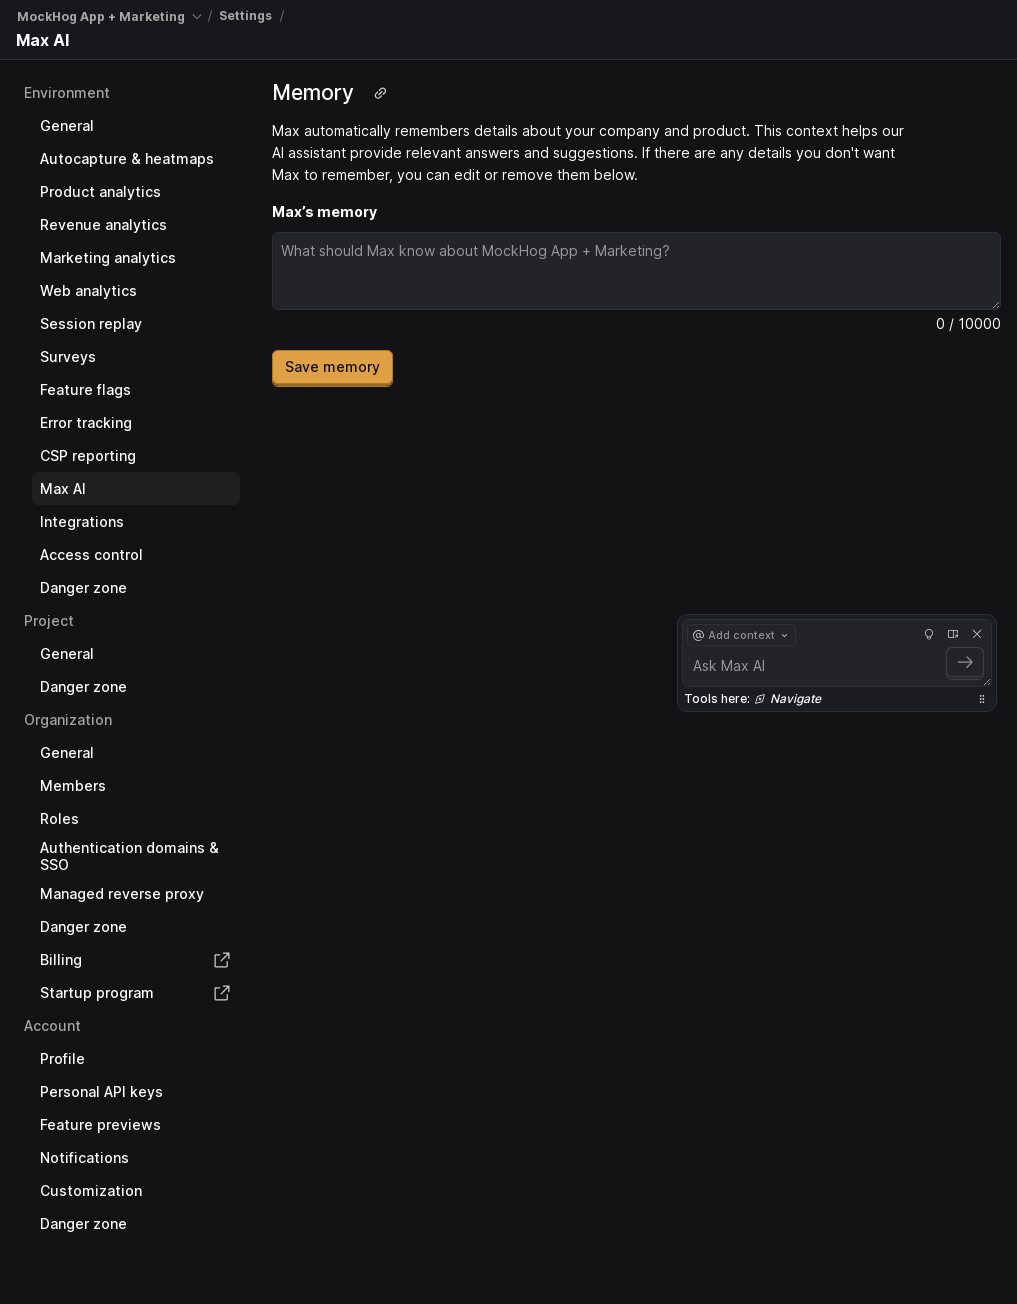 MockHog App + Marketing / Settings /
Max AI
Environment
General
Autocapture & heatmaps
Product analytics
Revenue analytics
Marketing analytics
Web analytics
Session replay
Surveys
Feature flags
Error tracking
CSP reporting
Max AI
Integrations
Access control
Danger zone
Project
General
Danger zone
Organization
General
Members
Roles
Authentication domains &
SSO
Managed reverse proxy
Danger zone
Billing
Startup program
Account
Profile
Personal API keys
Feature previews
Notifications
Customization
Danger zone
Memory
Max automatically remembers details about your company and product. This context helps our
AI assistant provide relevant answers and suggestions. If there are any details you don't want
Max to remember, you can edit or remove them below.
Max’s memory
What should Max know about MockHog App + Marketing?
0 / 10000
Save memory
@ Add context
Ask Max AI
Tools here: Navigate